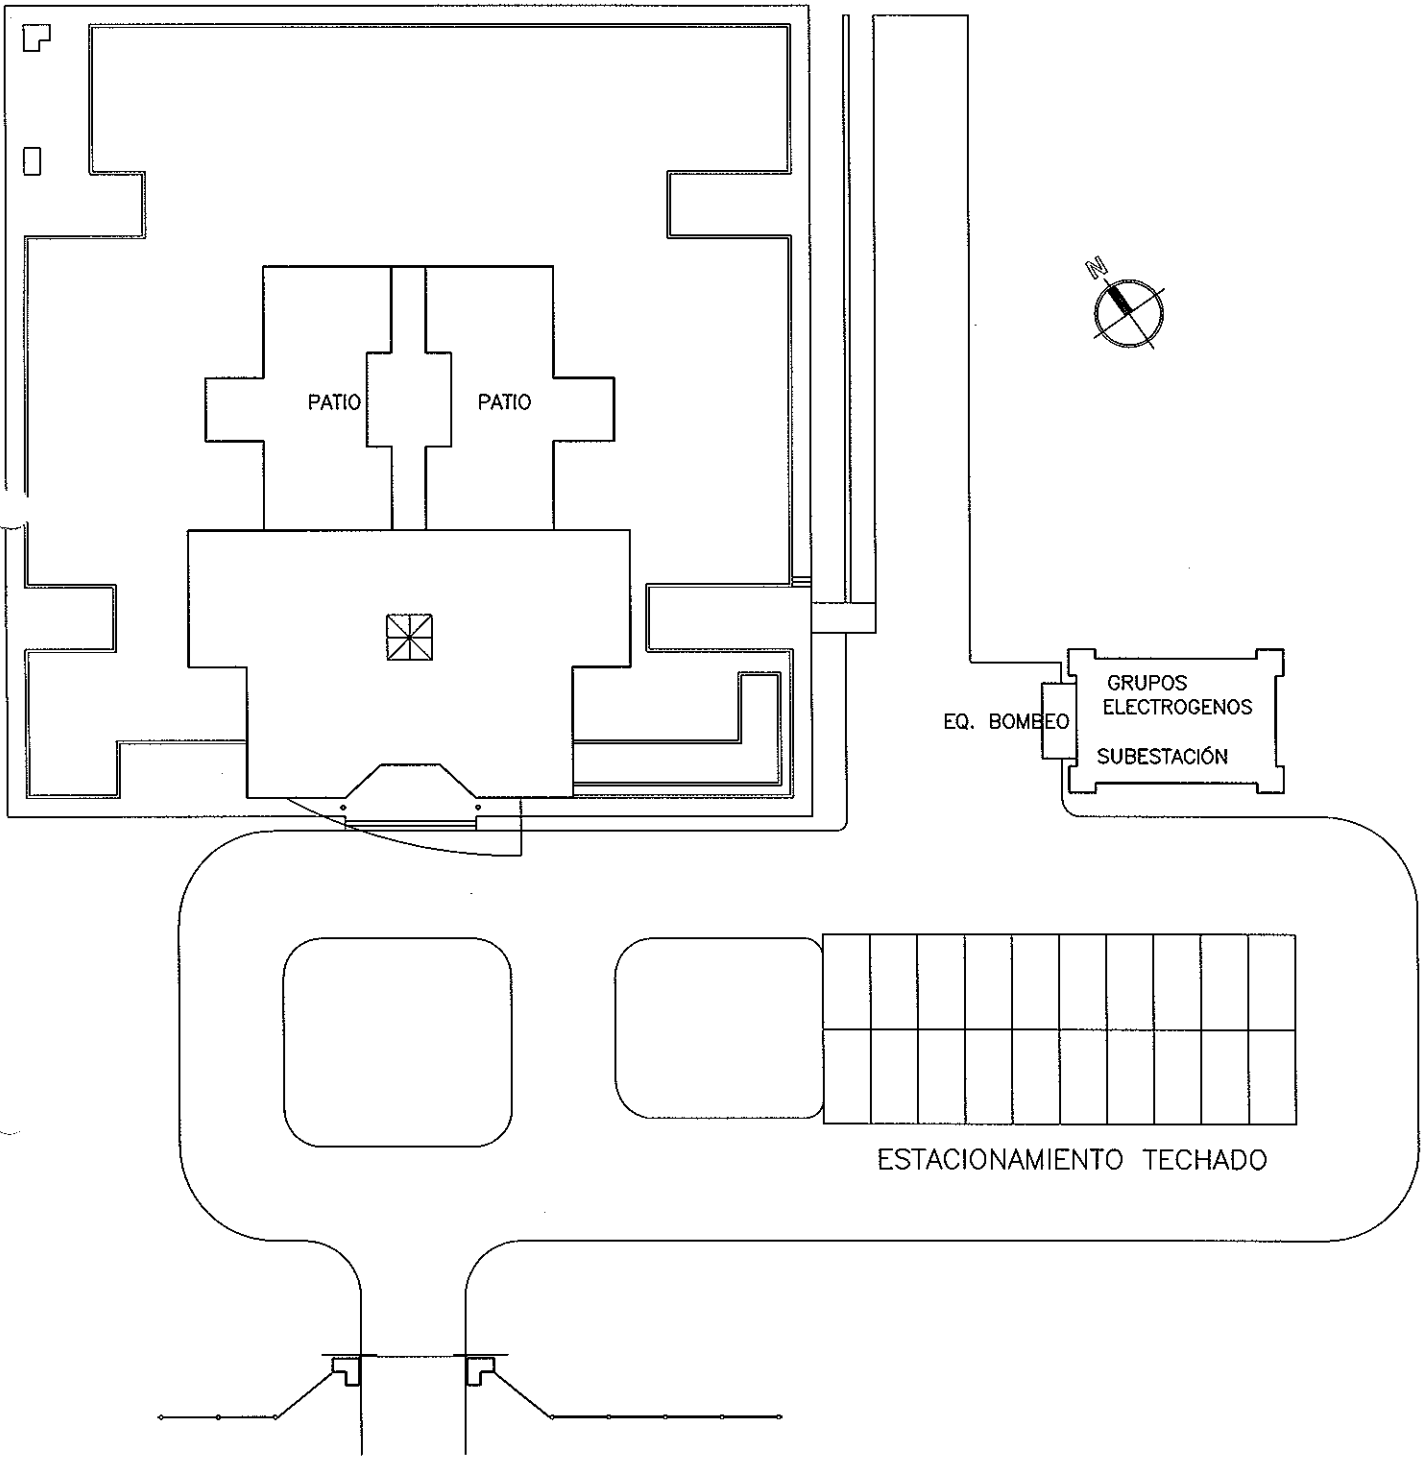 N
PATIO
PATIO
GRUPOS
ELECTROGENOS
EQ. BOMBEO
SUBESTACIÓN
ESTACIONAMIENTO TECHADO